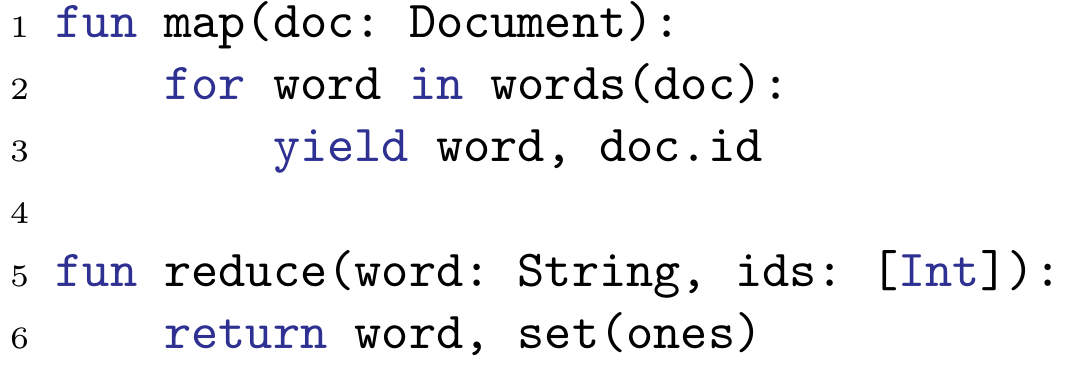 1 fun map(doc: Document):
2 for word in words(doc):
3 yield word, doc.id
4
5 fun reduce(word: String, ids: [Int]):
6 return word, set(ones)